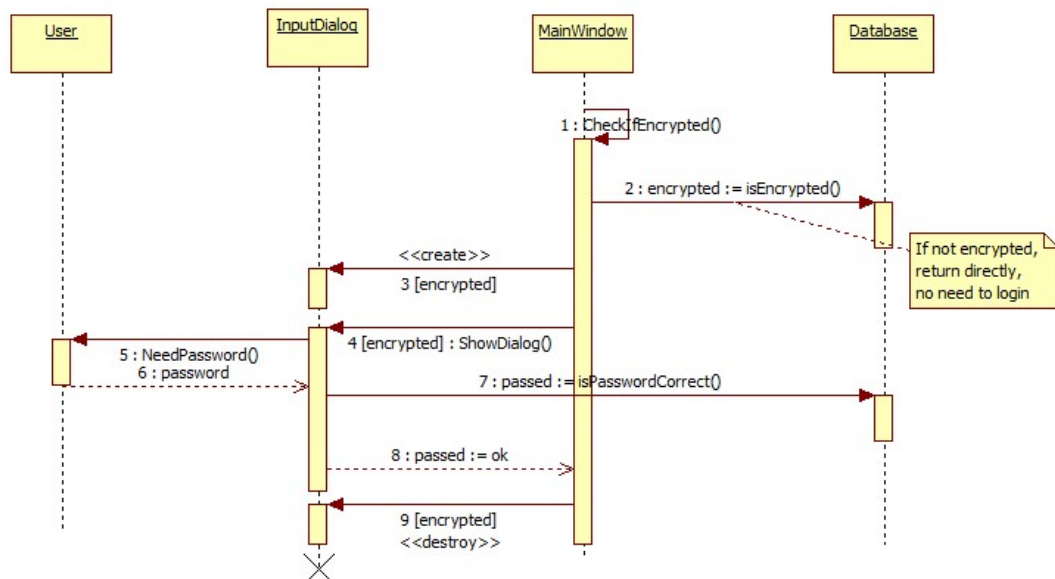 User
InputDialog
MainWindow
Database
1 : CheckIfEncrypted()
2 : encrypted := isEncrypted()
If not encrypted,
return directly,
no need to login
<<create>>
3 [encrypted]
4 [encrypted] : ShowDialog()
5 : NeedPassword()
6 : password
7 : passed := isPasswordCorrect()
8 : passed := ok
9 [encrypted]
<<destroy>>